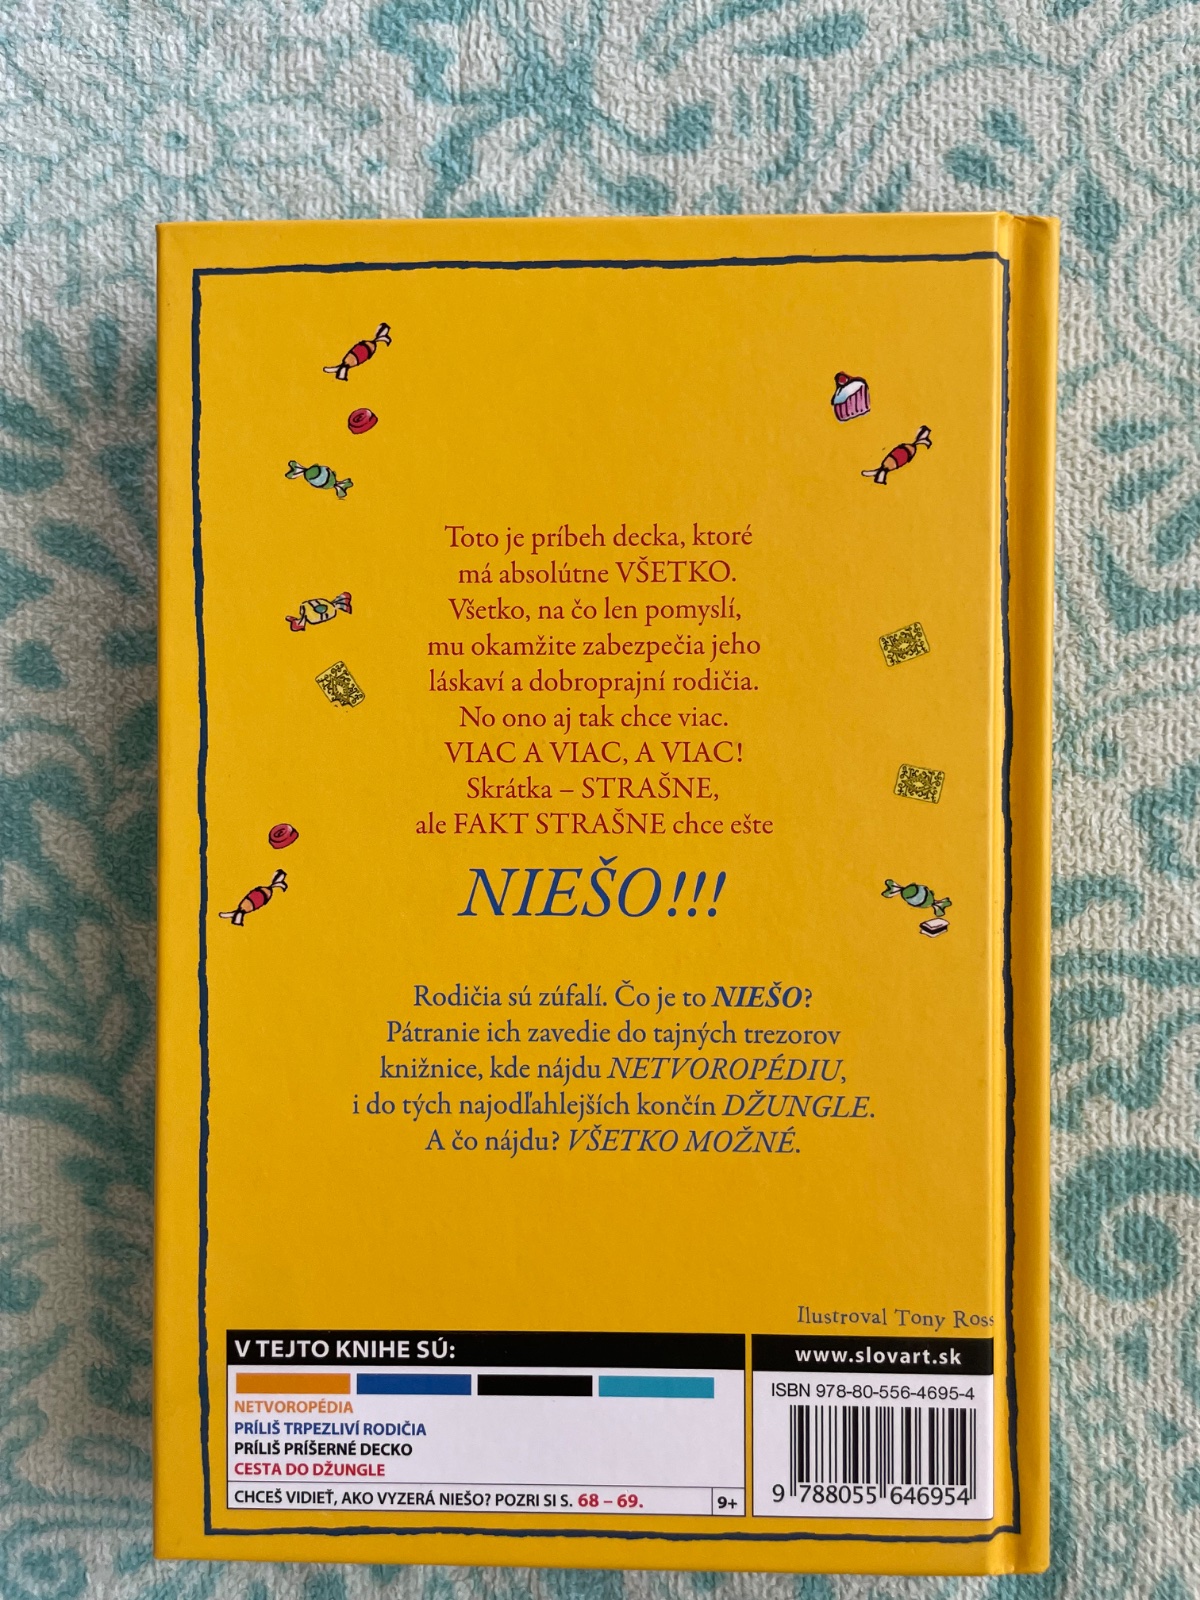 Toto je príbeh decka, ktoré
má absolútne VŠETKO.
Všetko, na čo len pomyslí,
mu okamžite zabezpečia jeho
láskaví a dobroprajní rodičia.
No ono aj tak chce viac.
VIAC A VIAC, A VIAC!
Skrátka – STRAŠNE,
ale FAKT STRAŠNE chce ešte
NIEŠO!!!
Rodičia sú zúfalí. Čo je to NIEŠO?
Pátranie ich zavedie do tajných trezorov
knižnice, kde nájdu NETVOROPÉDIU,
i do tých najodľahlejších končín DŽUNGLE.
A čo nájdu? VŠETKO MOŽNÉ.
Ilustroval Tony Ross
V TEJTO KNIHE SÚ:
NETVOROPÉDIA
PRÍLIŠ TRPEZLIVÍ RODIČIA
PRÍLIŠ PRÍŠERNÉ DECKO
CESTA DO DŽUNGLE
CHCEŠ VIDIEŤ, AKO VYZERÁ NIEŠO? POZRI SI S. 68 – 69.
9+
www.slovart.sk
ISBN 978-80-556-4695-4
9 788055 646954